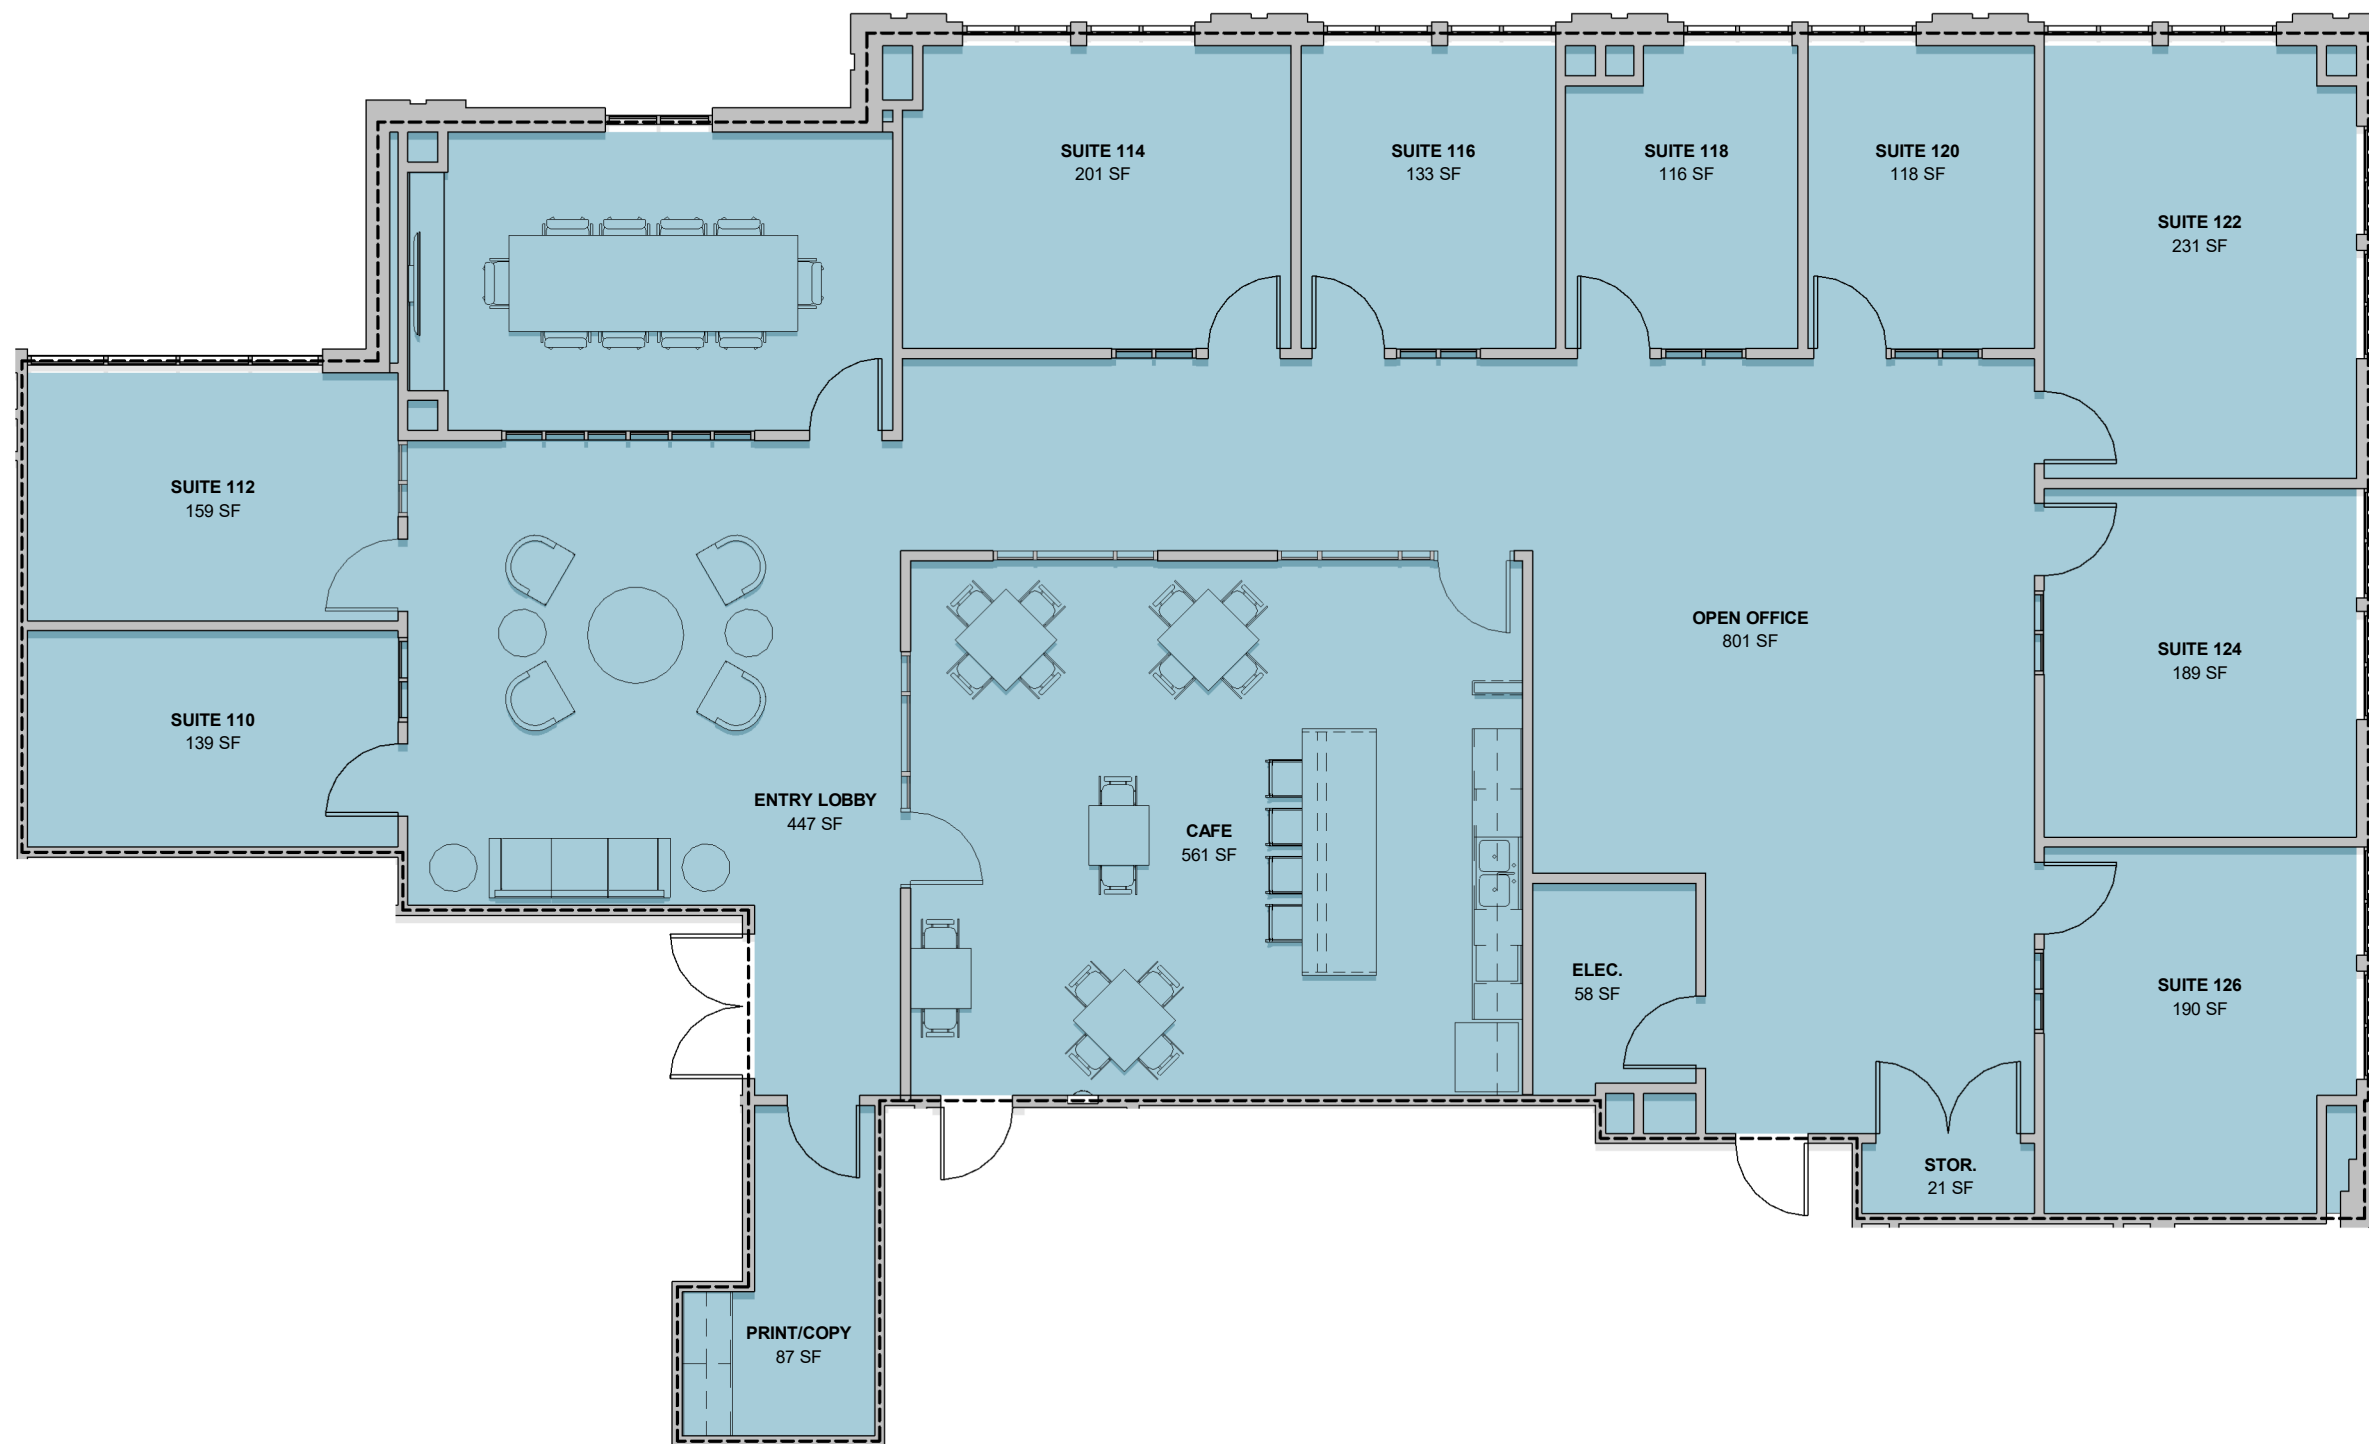 SUITE 114
201 SF
SUITE 116
133 SF
SUITE 118
116 SF
SUITE 120
118 SF
SUITE 122
231 SF
SUITE 112
159 SF
OPEN OFFICE
801 SF
SUITE 124
189 SF
SUITE 110
139 SF
ENTRY LOBBY
447 SF
CAFE
561 SF
ELEC.
58 SF
SUITE 126
190 SF
STOR.
21 SF
PRINT/COPY
87 SF